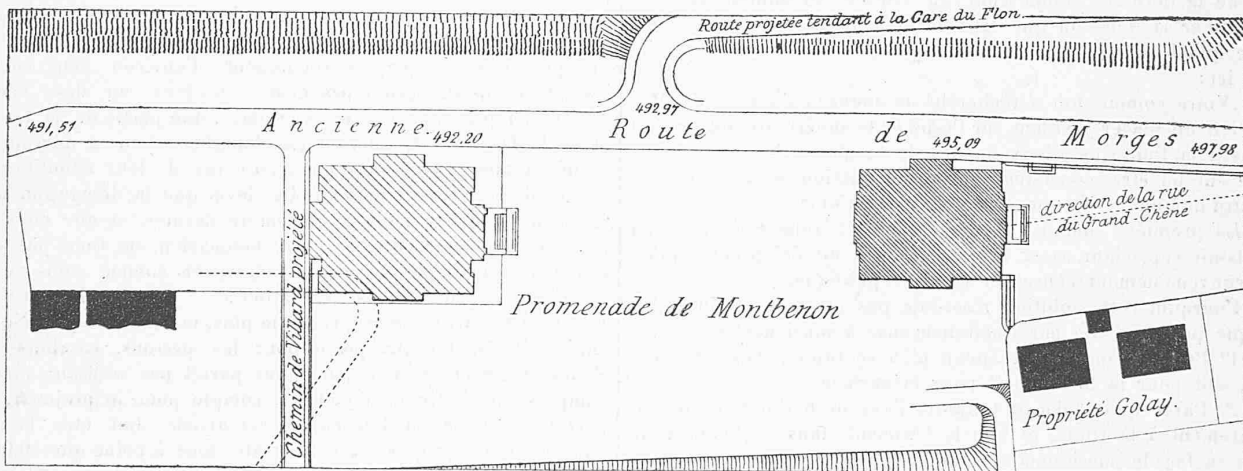 Route projetée tendant à la Gare du Flon.
492,97
491,57 Ancienne. 492,20 Route de 495,09 Morges 497,98
direction de la rue
du Grand Chêne
Chemin de Villard projeté
Promenade de Montbenon
Propriété Golay.